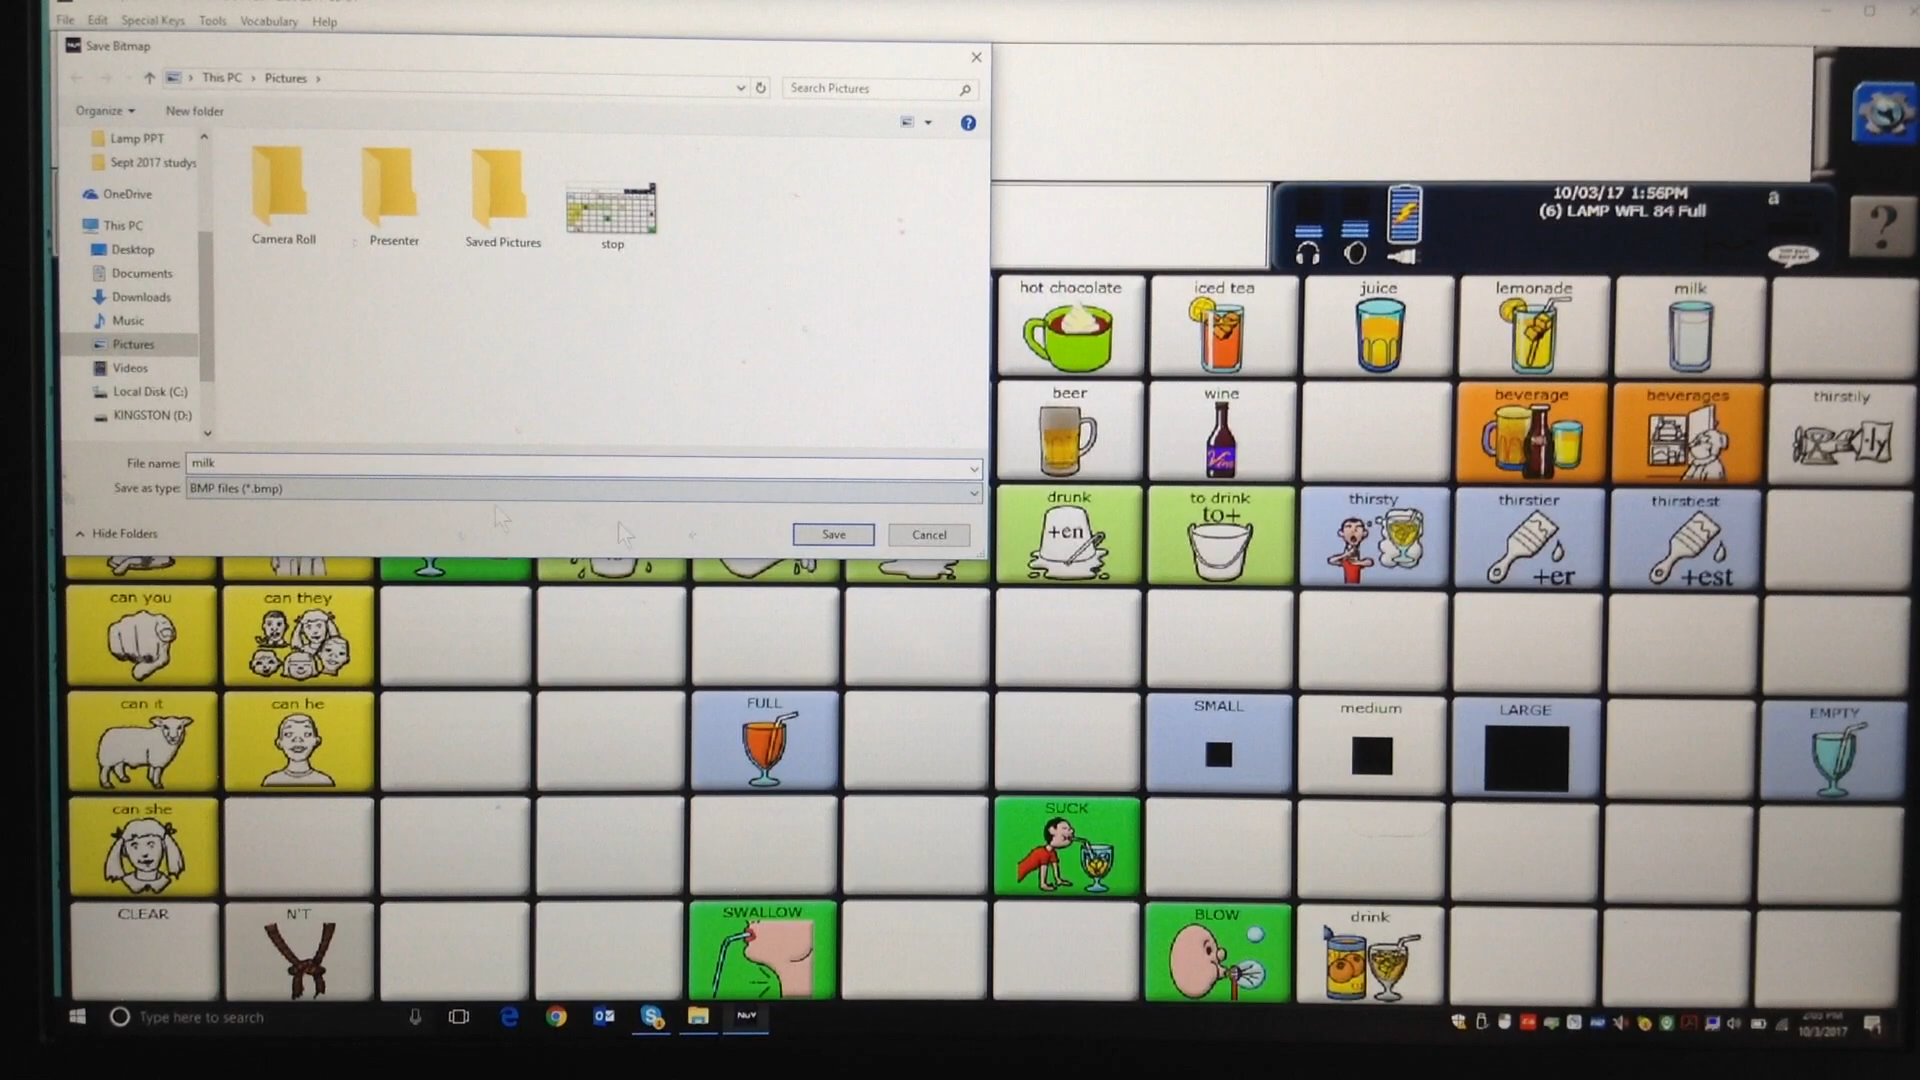 File Edit Special Keys Tools Vocabulary Help
Save Bitmap
This PC > Pictures >
Search Pictures
Organize
New folder
Lamp PPT
Sept 2017 studys
OneDrive
This PC
Desktop
Documents
Downloads
Music
Pictures
Videos
Local Disk (C:)
KINGSTON (D:)
Camera Roll
Presenter
Saved Pictures
stop
File name: milk
Save as type: BMP files (*.bmp)
Hide Folders
Save
Cancel
10/03/17 1:56PM
(6) LAMP WFL 84 Full
a
?
hot chocolate
iced tea
juice
lemonade
milk
beer
wine
beverage
beverages
thirstily
-ly
drunk
+en
to drink
to+
thirsty
thirstier
+er
thirstiest
+est
can you
can they
can it
can he
FULL
SMALL
medium
LARGE
EMPTY
can she
SUCK
CLEAR
N'T
SWALLOW
BLOW
drink
Type here to search
NuV
10/3/2017